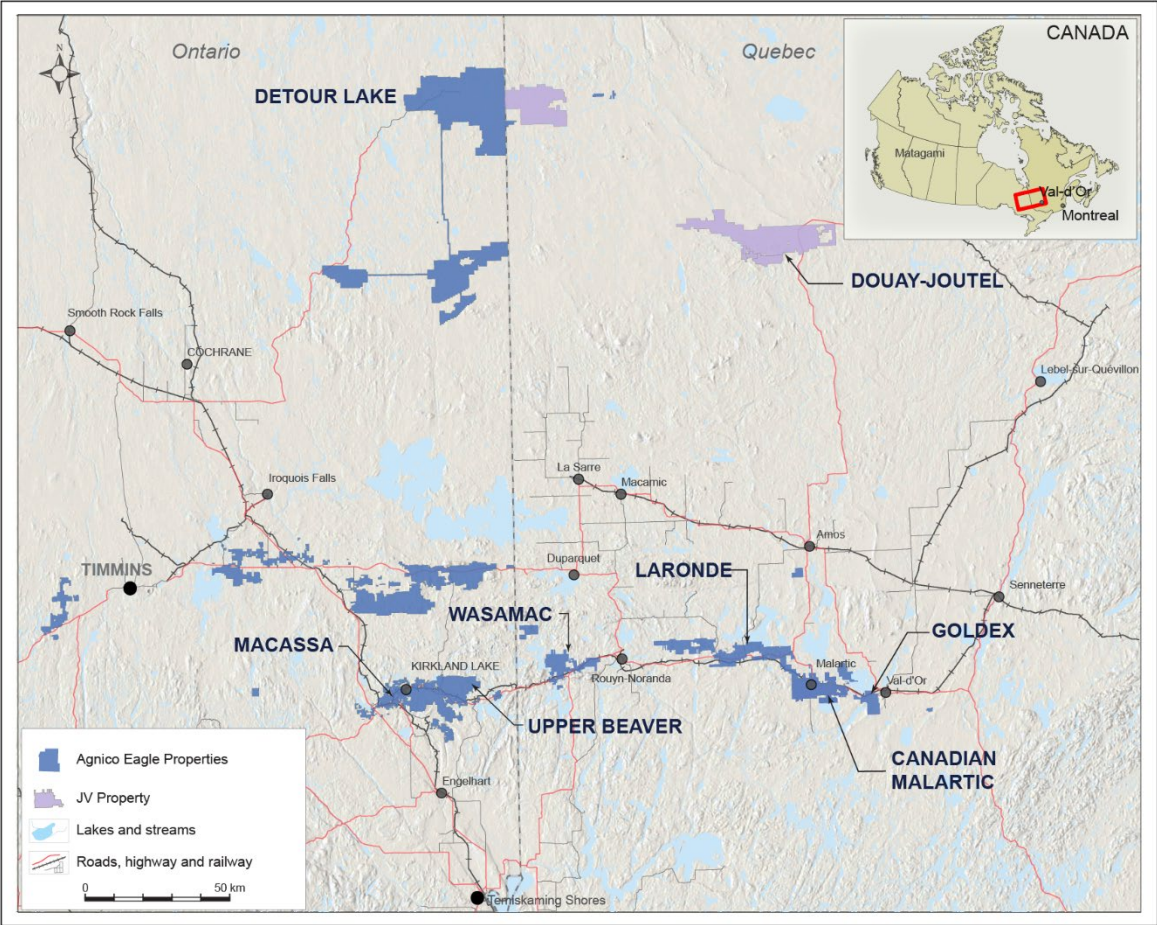 N
Ontario
Quebec
CANADA
Matagami
Val-d'Or
Montreal
DETOUR LAKE
DOUAY-JOUTEL
Smooth Rock Falls
COCHRANE
Lebel-sur-Quévillon
Iroquois Falls
La Sarre
Macamic
Amos
TIMMINS
Duparquet
LARONDE
Senneterre
WASAMAC
GOLDEX
MACASSA
KIRKLAND LAKE
Rouyn-Noranda
Malartic
Val-d'Or
UPPER BEAVER
CANADIAN
MALARTIC
Engelhart
Temiskaming Shores
Agnico Eagle Properties
JV Property
Lakes and streams
Roads, highway and railway
0 50 km